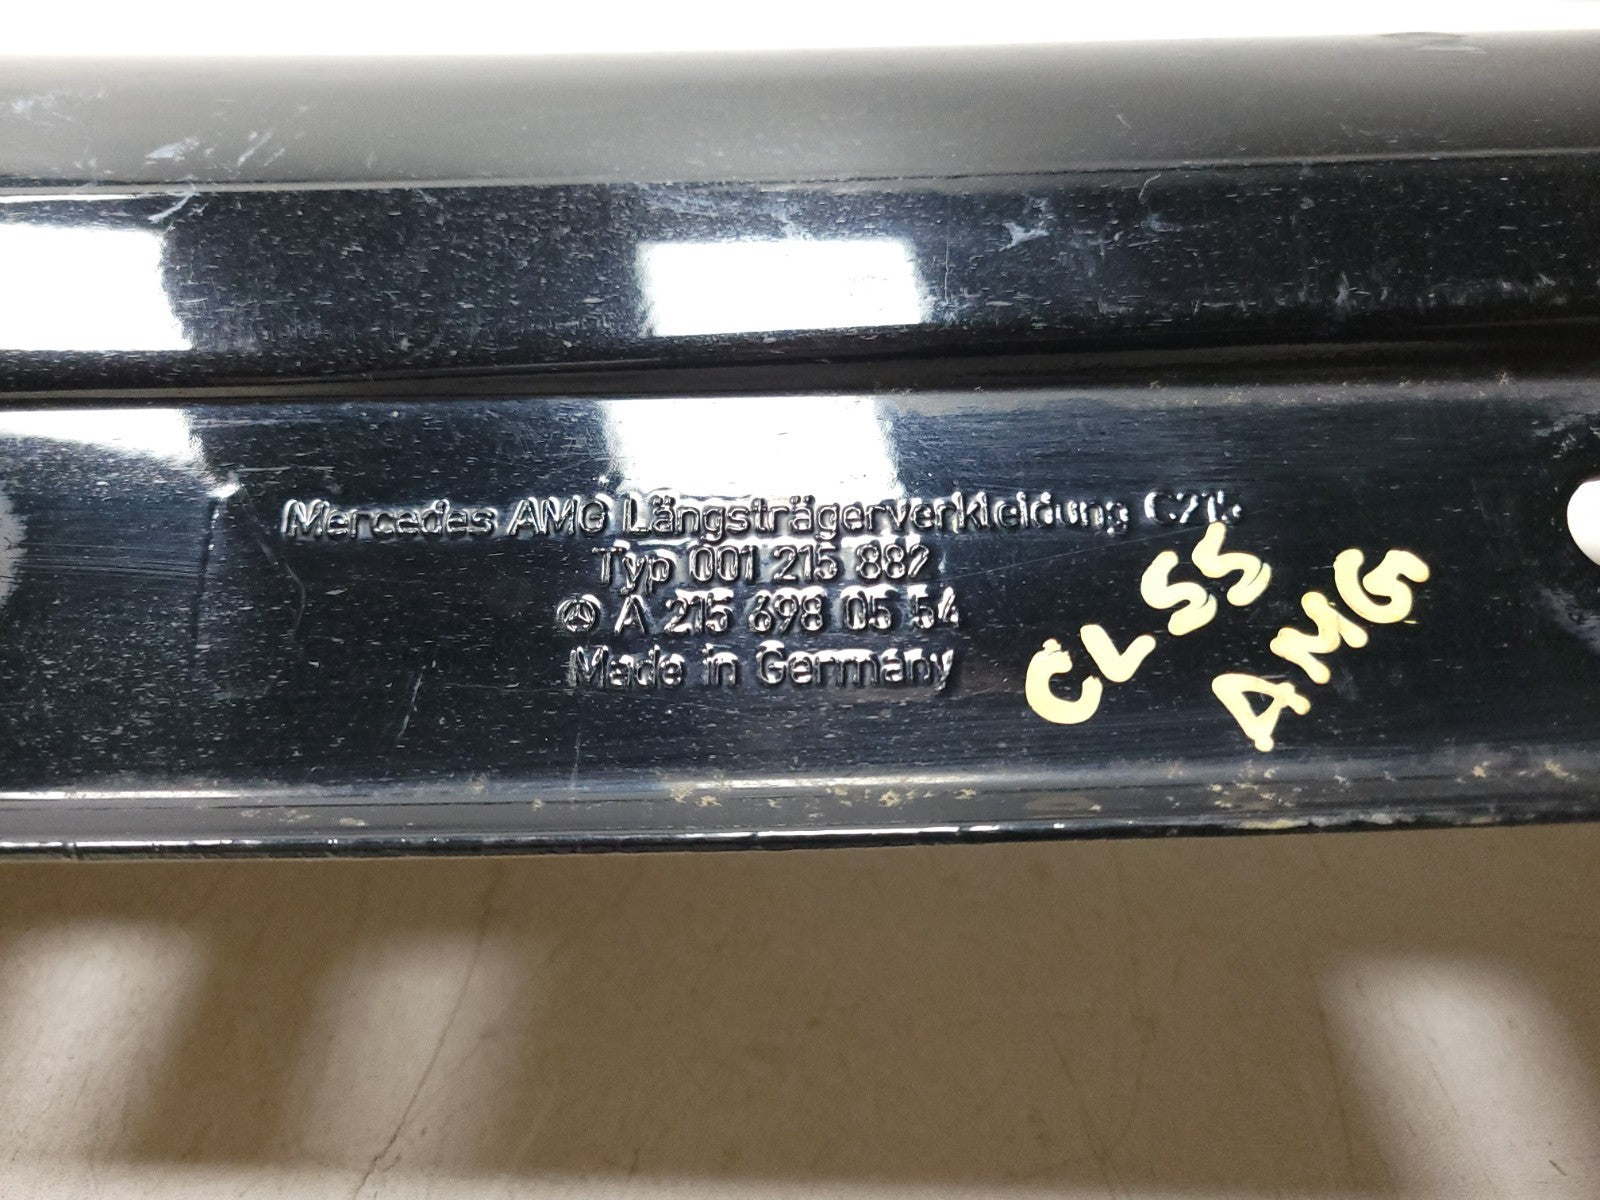 Mercedes AMG Längsträgerverkleidung C215
Typ 001 215 882
A 215 698 05 54
Made in Germany
CL55
AMG